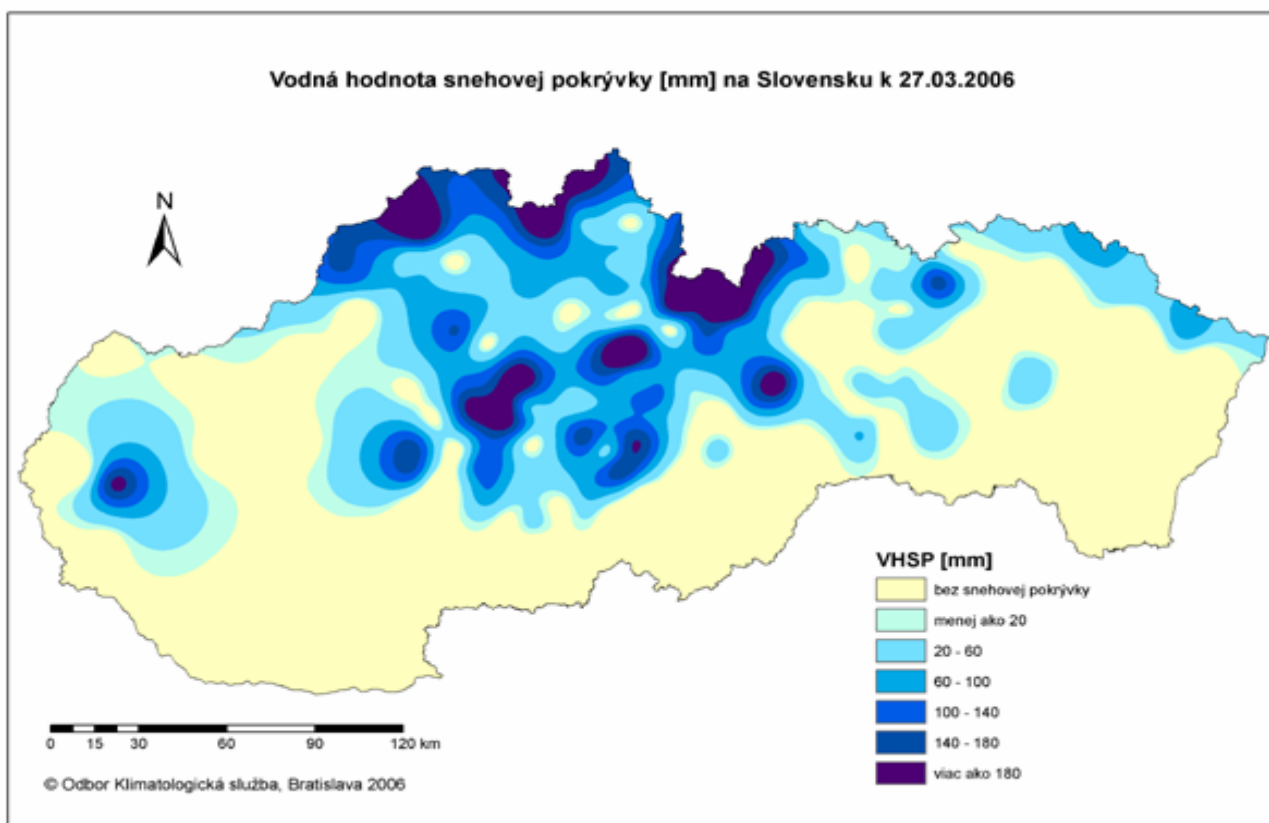 Vodná hodnota snehovej pokrývky [mm] na Slovensku k 27.03.2006
N
VHSP [mm]
bez snehovej pokrývky
menej ako 20
20 - 60
60 - 100
100 - 140
140 - 180
viac ako 180
0 15 30 60 90 120 km
© Odbor Klimatologická služba, Bratislava 2006